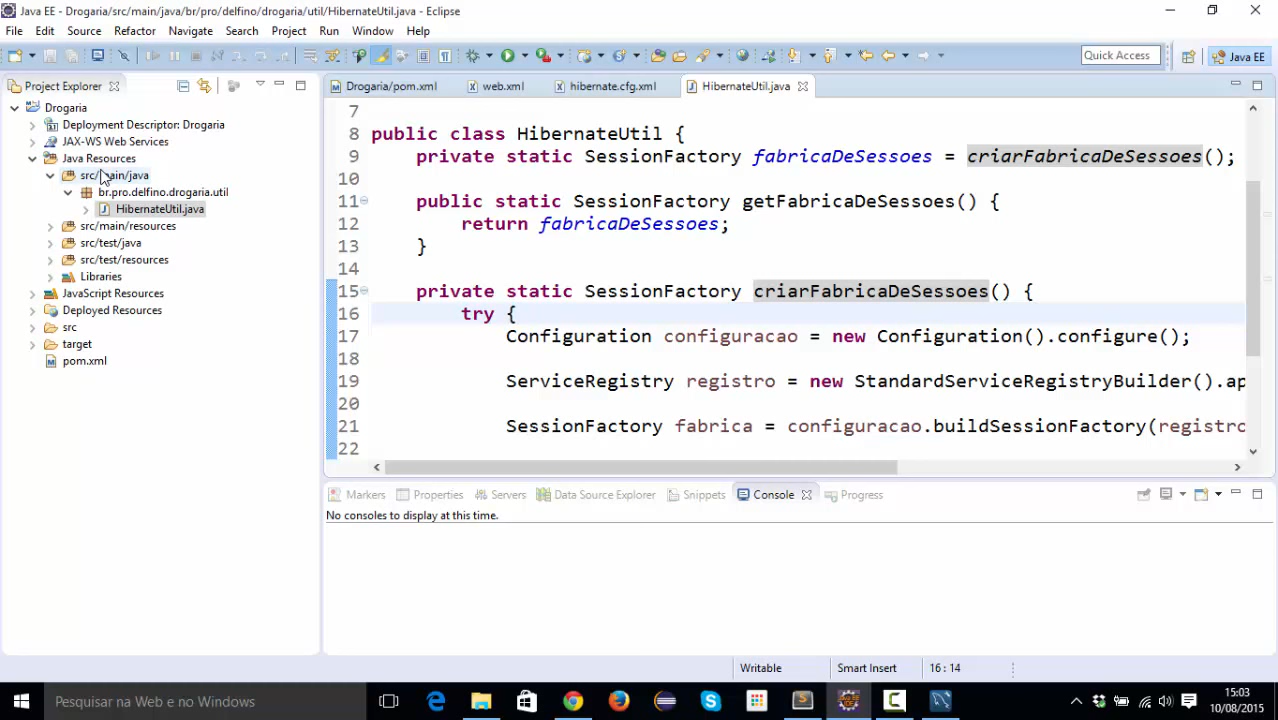 Java EE - Drogaria/src/main/java/br/pro/delfino/drogaria/util/HibernateUtil.java - Eclipse
File Edit Source Refactor Navigate Search Project Run Window Help
Quick Access Java EE
Project Explorer
Drogaria
Deployment Descriptor: Drogaria
JAX-WS Web Services
Java Resources
src/main/java
br.pro.delfino.drogaria.util
HibernateUtil.java
src/main/resources
src/test/java
src/test/resources
Libraries
JavaScript Resources
Deployed Resources
src
target
pom.xml
Drogaria/pom.xml web.xml hibernate.cfg.xml HibernateUtil.java
7
8 public class HibernateUtil {
9 private static SessionFactory fabricaDeSessoes = criarFabricaDeSessoes();
10
11 public static SessionFactory getFabricaDeSessoes() {
12 return fabricaDeSessoes;
13 }
14
15 private static SessionFactory criarFabricaDeSessoes() {
16 try {
17 Configuration configuracao = new Configuration().configure();
18
19 ServiceRegistry registro = new StandardServiceRegistryBuilder().ap
20
21 SessionFactory fabrica = configuracao.buildSessionFactory(registro
22
Markers Properties Servers Data Source Explorer Snippets Console Progress
No consoles to display at this time.
Writable Smart Insert 16 : 14
Pesquisar na Web e no Windows
15:03
10/08/2015